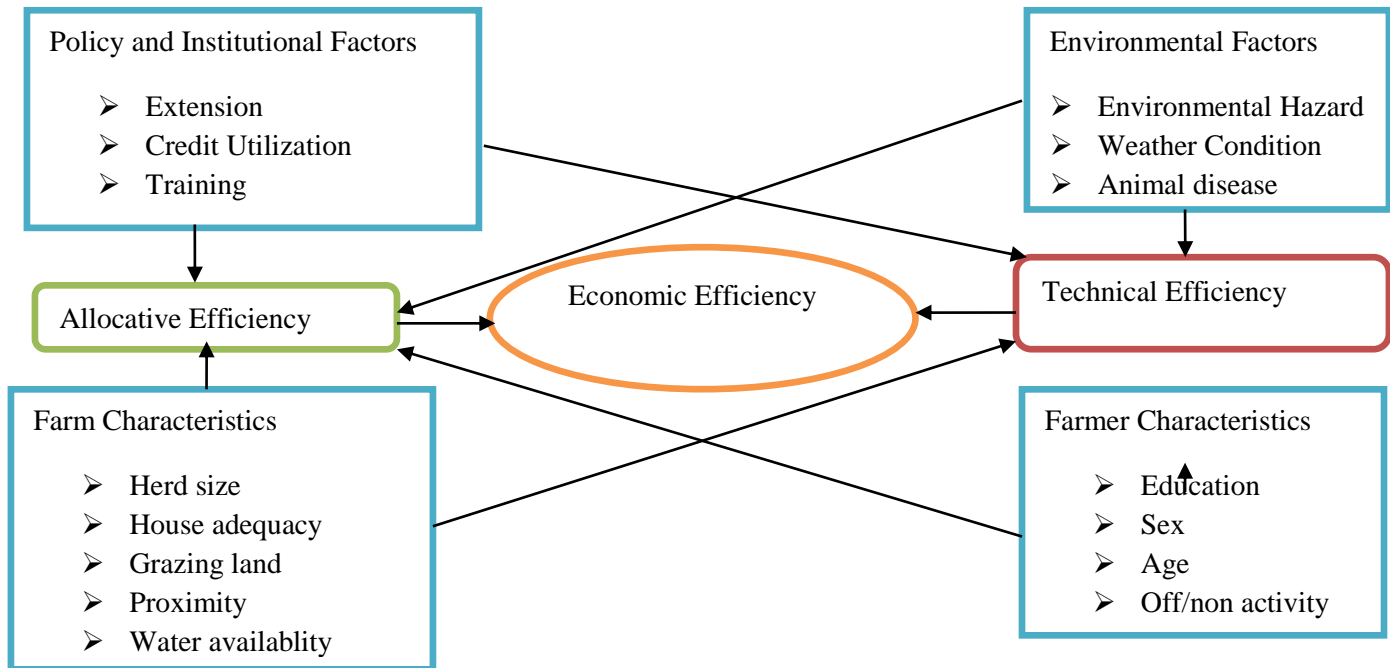 Policy and Institutional Factors
➢ Extension
➢ Credit Utilization
➢ Training
Environmental Factors
➢ Environmental Hazard
➢ Weather Condition
➢ Animal disease
Allocative Efficiency
Economic Efficiency
Technical Efficiency
Farm Characteristics
➢ Herd size
➢ House adequacy
➢ Grazing land
➢ Proximity
➢ Water availablity
Farmer Characteristics
➢ Education
➢ Sex
➢ Age
➢ Off/non activity